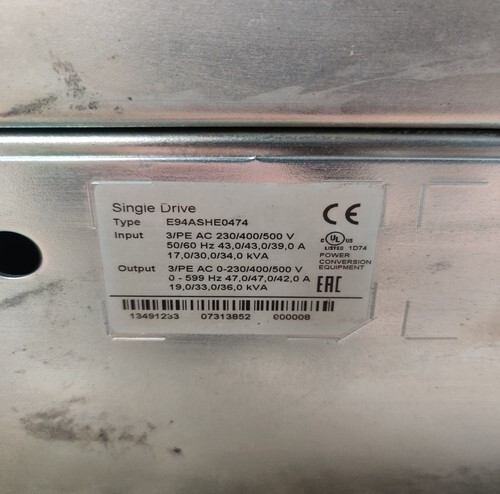 Single Drive
Type E94ASHE0474
Input 3/PE AC 230/400/500 V
50/60 Hz 43,0/43,0/39,0 A
17,0/30,0/34,0 kVA
Output 3/PE AC 0-230/400/500 V
0 - 599 Hz 47,0/47,0/42,0 A
19,0/33,0/36,0 kVA
13491233 07313852 000008
CE
c UL us
LISTED 1D74
POWER
CONVERSION
EQUIPMENT
EAC